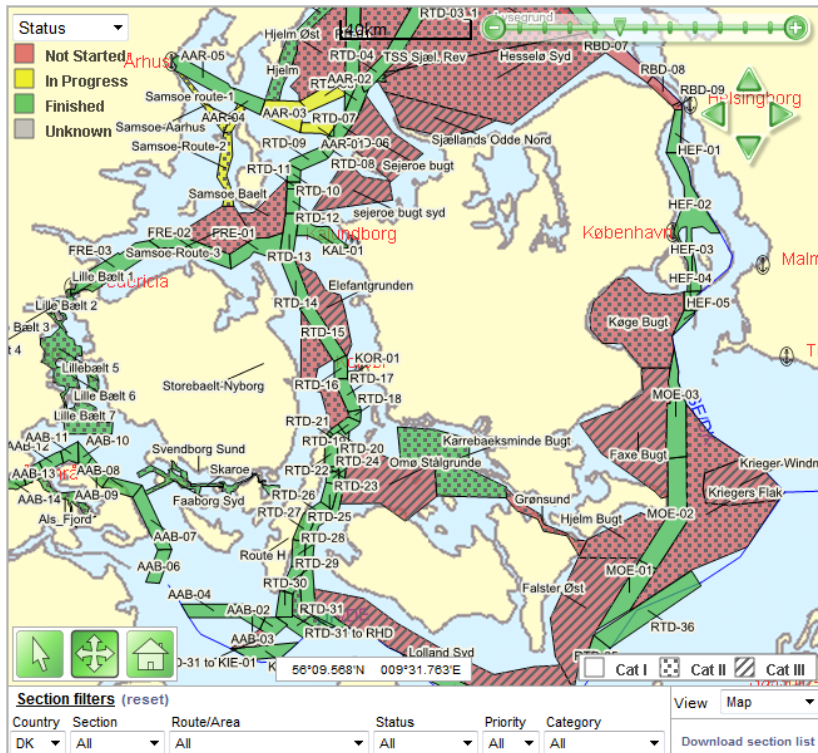 Status
Not Started
In Progress
Finished
Unknown
40km
Lysegrund
RTD-03
Hjelm Øst
RTD-04
Hjelm
TSS Sjæl. Rev
Hesselø Syd
RBD-07
RBD-08
RBD-09
Helsingborg
Århus
AAR-05
AAR-02
Samsoe route-1
AAR-04
AAR-03
RTD-07
Samsoe-Aarhus
Samsoe-Route-2
RTD-09
AAR-01
RTD-08
Sjællands Odde Nord
Sejeroe bugt
RTD-11
RTD-10
Samsoe Baelt
sejeroe bugt syd
RTD-12
HEF-01
HEF-02
København
HEF-03
HEF-04
HEF-05
Malm
FRE-02
FRE-01
FRE-03
Samsoe-Route-3
RTD-13
KAL-01
Lille Bælt 1
Lille Bælt 2
Elefantgrunden
RTD-14
RTD-15
Køge Bugt
Lillebælt 5
Lille Bælt 6
Lille Bælt 7
Storebaelt-Nyborg
KOR-01
RTD-16
RTD-17
RTD-18
MOE-03
AAB-11
AAB-10
AAB-12
AAB-13
AAB-08
AAB-14
AAB-09
Als_Fjord
Svendborg Sund
Skaroe
Faaborg Syd
RTD-21
RTD-19
RTD-20
RTD-22
RTD-24
RTD-23
Karrebaeksminde Bugt
Omø Stålgrunde
Faxe Bugt
Krieger-Windm
Kriegers Flak
RTD-26
RTD-27
RTD-25
Grønsund
Hjelm Bugt
MOE-02
AAB-07
AAB-06
RTD-28
Route H
RTD-29
RTD-30
MOE-01
Falster Øst
AAB-04
AAB-02
AAB-03
RTD-31
RTD-31 to RHD
RTD-36
Lolland Syd
KIE-01
56°09.568'N 009°31.763'E
Cat I Cat II Cat III
Section filters (reset)
View Map
Country Section Route/Area Status Priority Category
DK All All All All All
Download section list